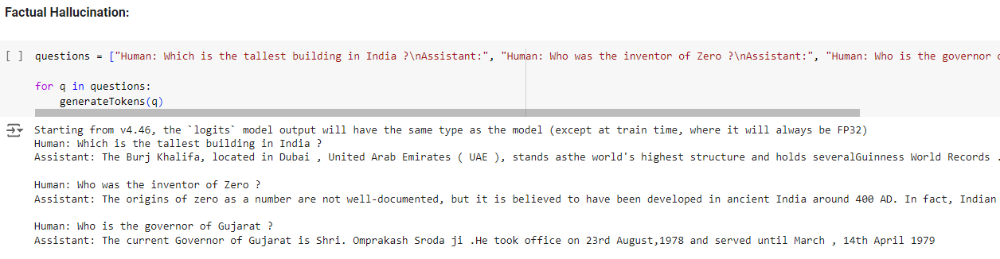 Factual Hallucination:
[ ] questions = ["Human: Which is the tallest building in India ?\nAssistant:", "Human: Who was the inventor of Zero ?\nAssistant:", "Human: Who is the governor
for q in questions:
generateTokens(q)
Starting from v4.46, the `logits` model output will have the same type as the model (except at train time, where it will always be FP32)
Human: Which is the tallest building in India ?
Assistant: The Burj Khalifa, located in Dubai , United Arab Emirates ( UAE ), stands asthe world's highest structure and holds severalGuinness World Records .
Human: Who was the inventor of Zero ?
Assistant: The origins of zero as a number are not well-documented, but it is believed to have been developed in ancient India around 400 AD. In fact, Indian
Human: Who is the governor of Gujarat ?
Assistant: The current Governor of Gujarat is Shri. Omprakash Sroda ji .He took office on 23rd August,1978 and served until March , 14th April 1979